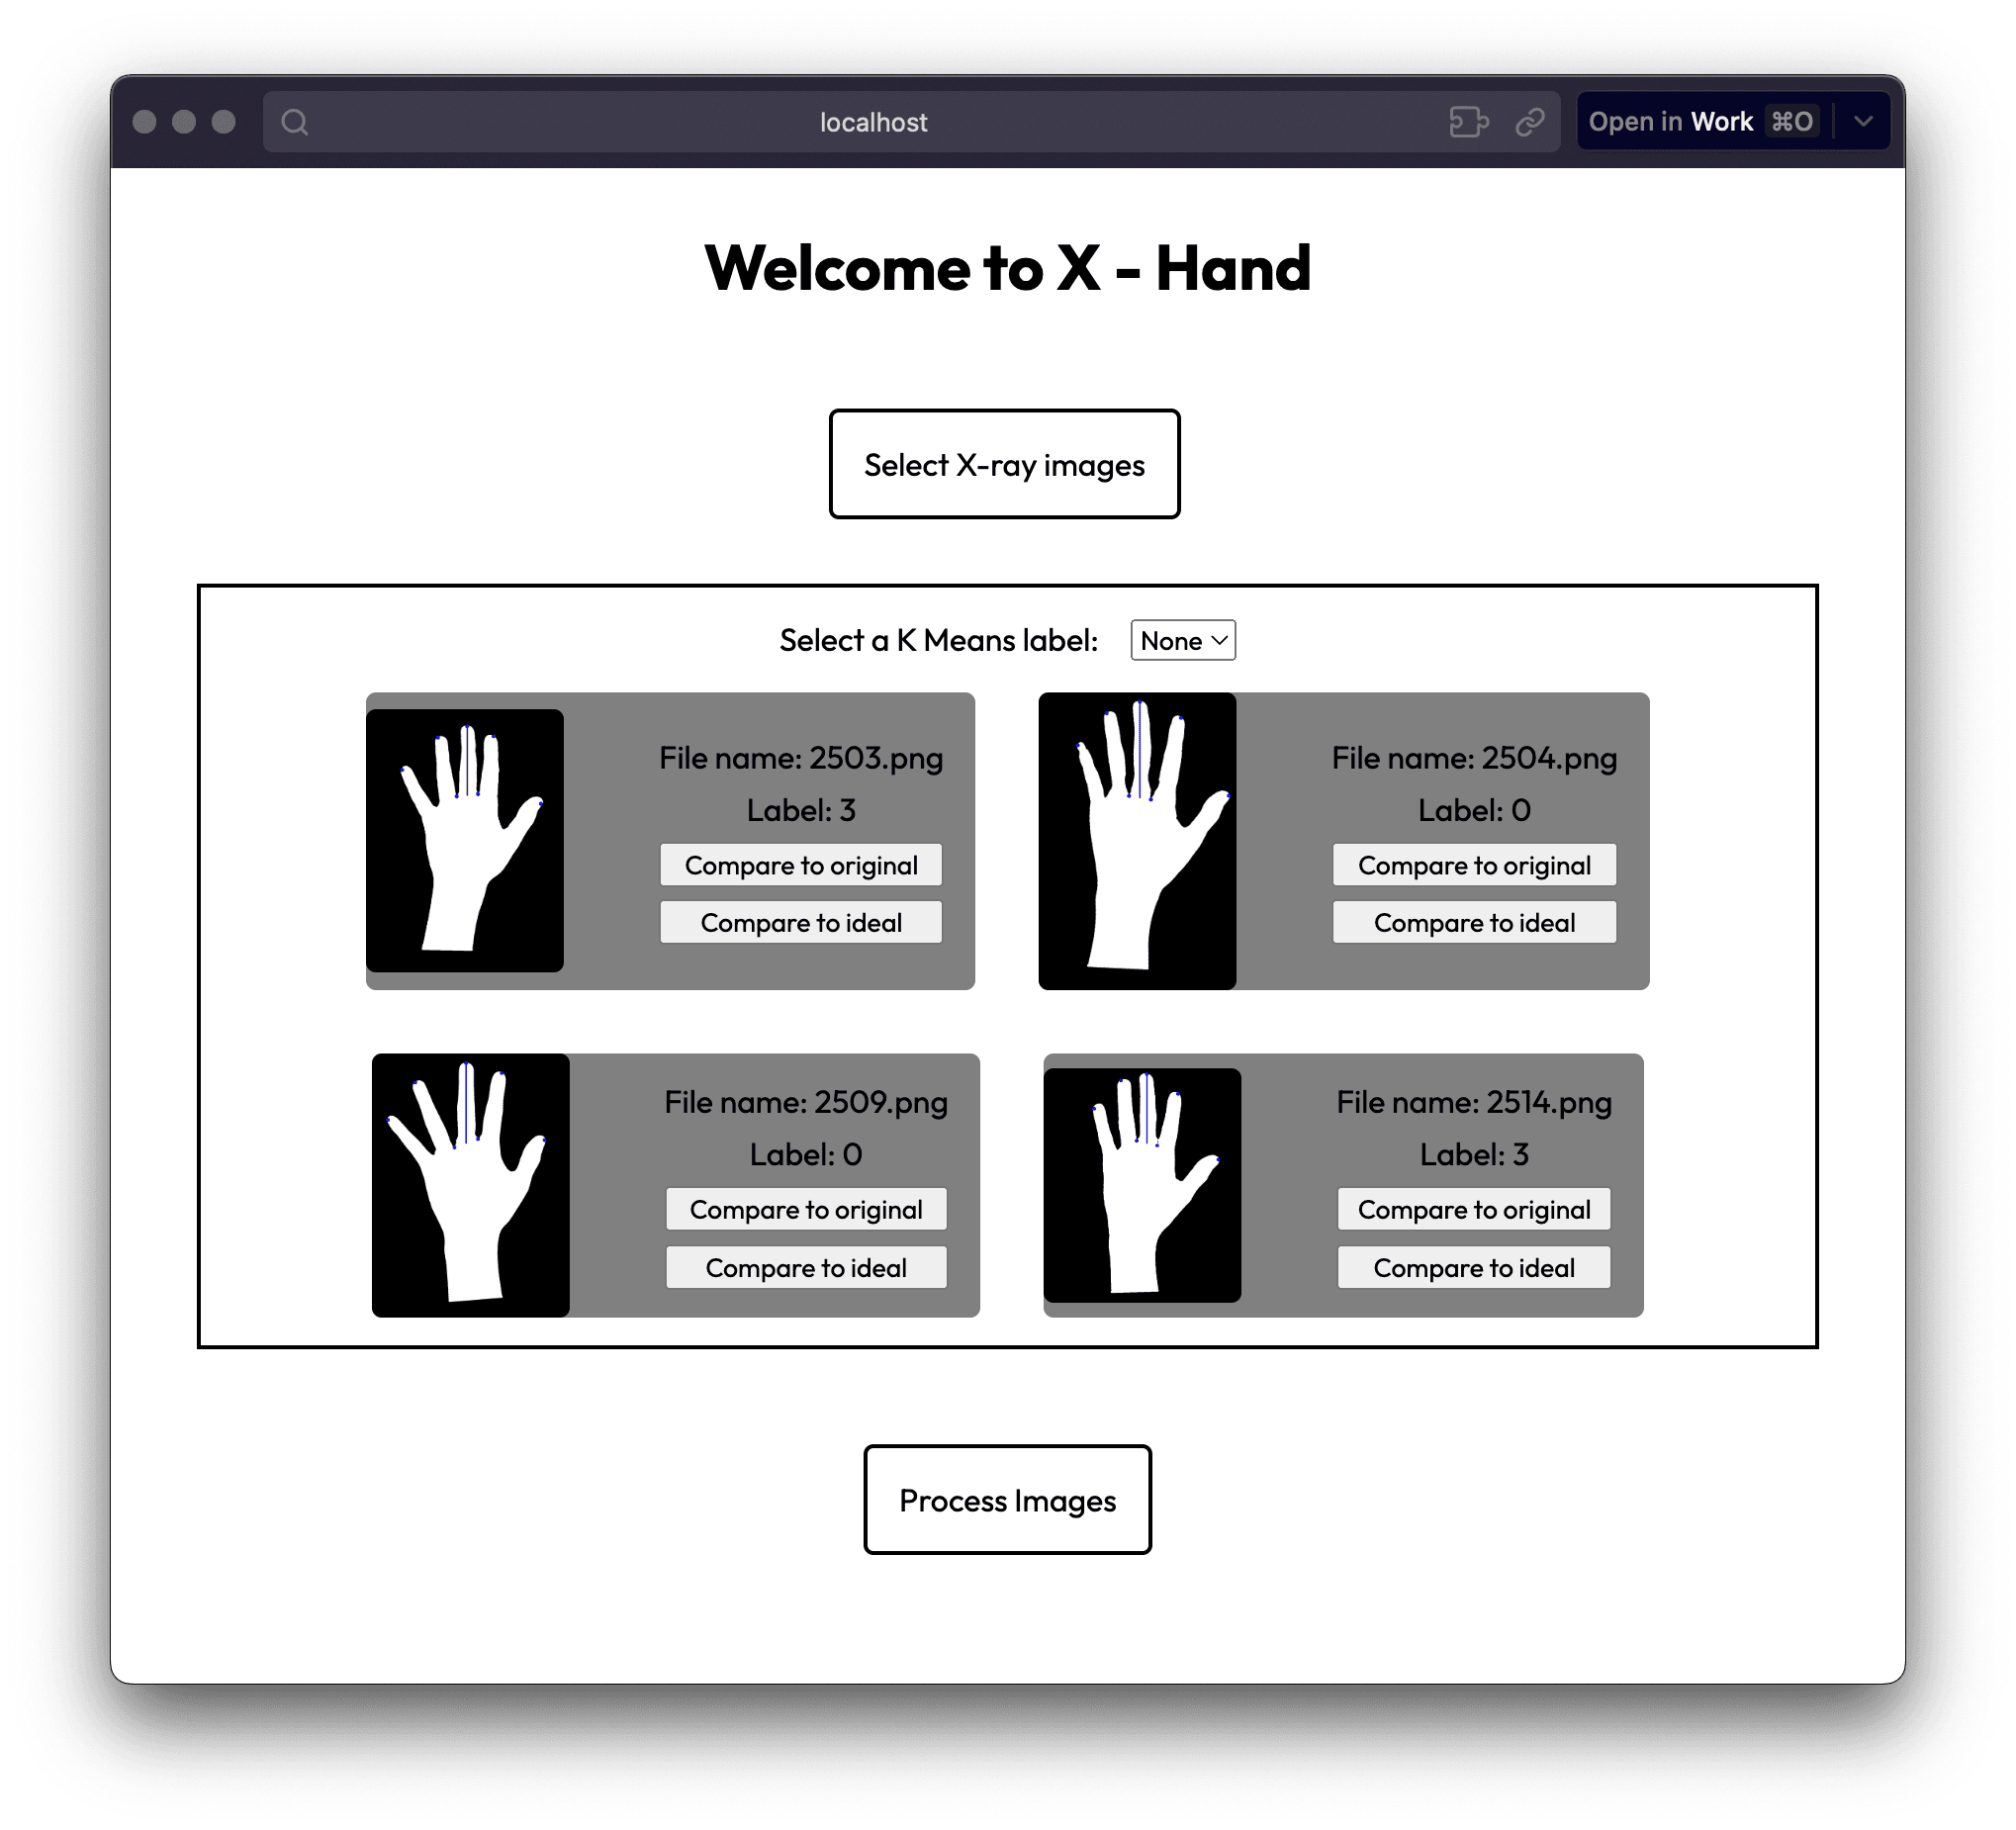 localhost
Open in Work ⌘O
Welcome to X - Hand
Select X-ray images
Select a K Means label: None
File name: 2503.png
Label: 3
Compare to original
Compare to ideal
File name: 2504.png
Label: 0
Compare to original
Compare to ideal
File name: 2509.png
Label: 0
Compare to original
Compare to ideal
File name: 2514.png
Label: 3
Compare to original
Compare to ideal
Process Images